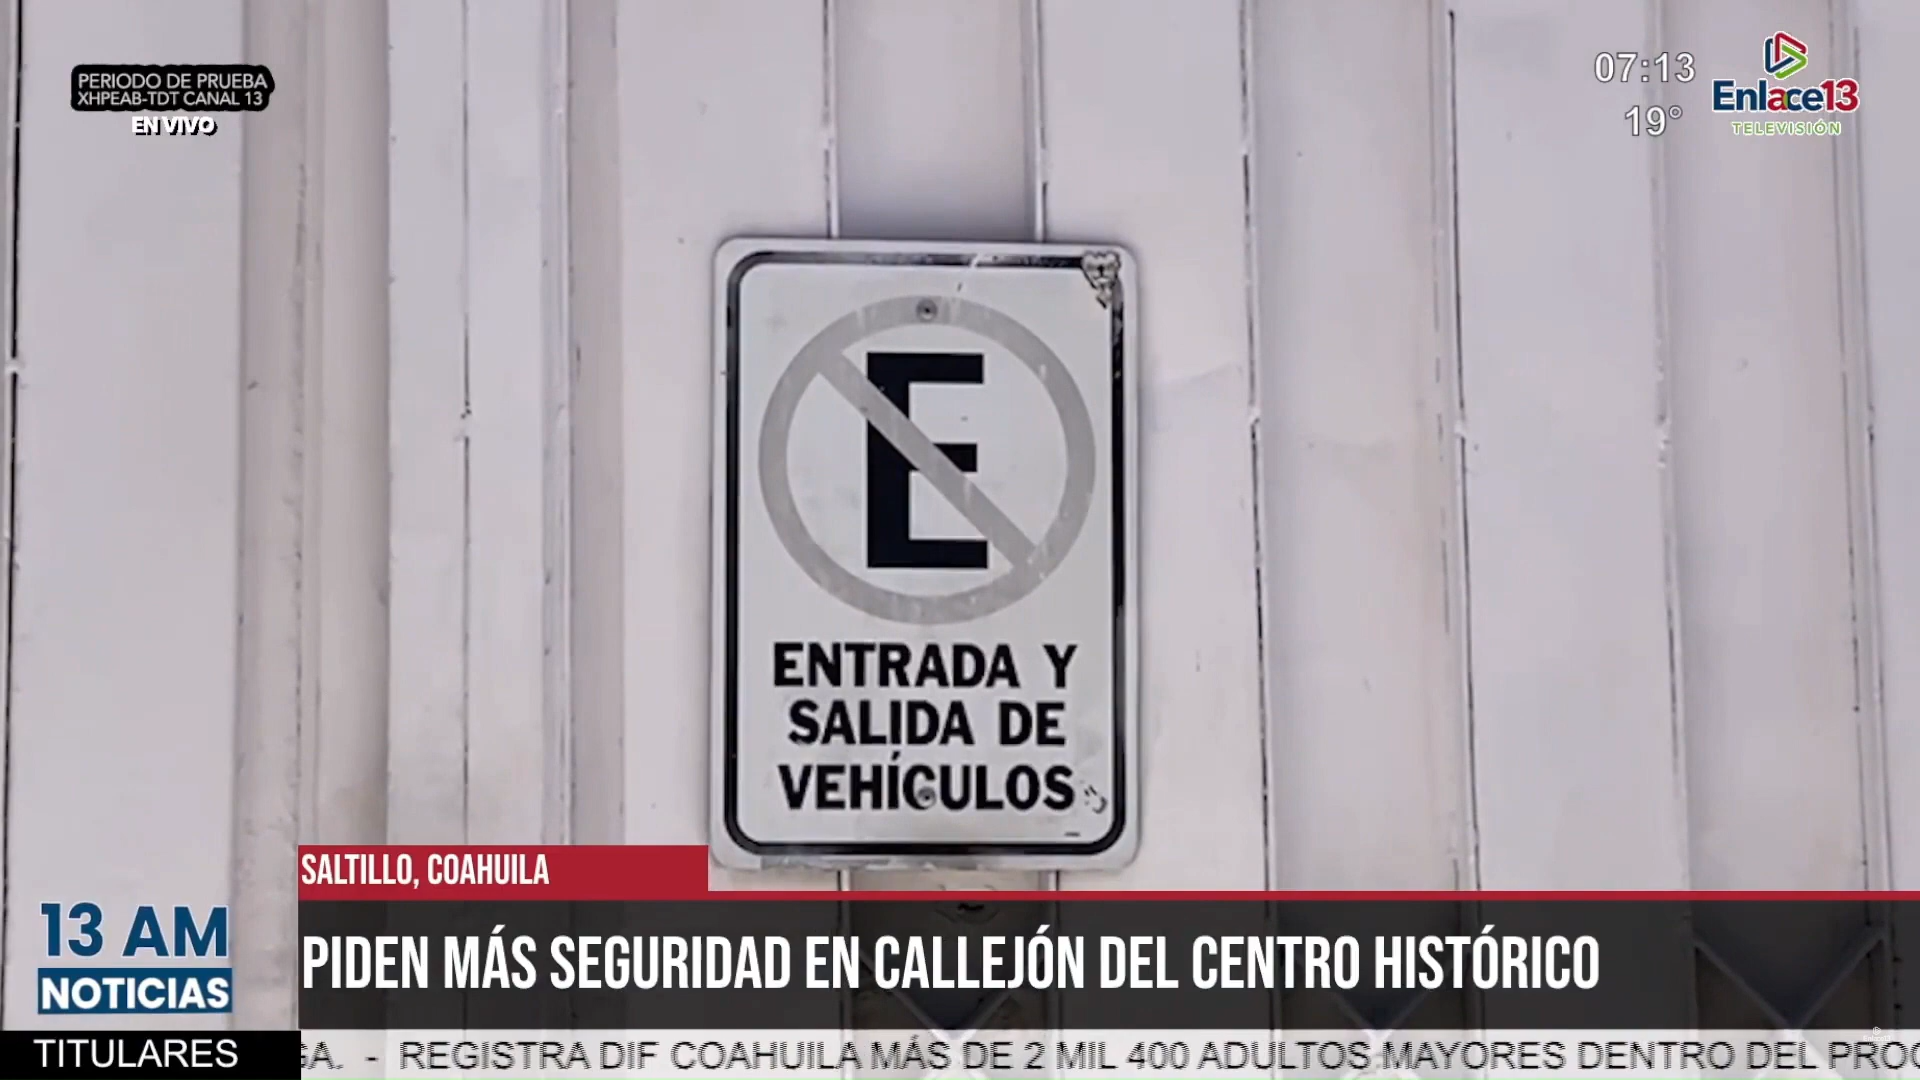 PERIODO DE PRUEBA
XHPEAB-TDT CANAL 13
EN VIVO
07:13
19°
Enlace13
TELEVISIÓN
E
ENTRADA Y
SALIDA DE
VEHÍCULOS
SALTILLO, COAHUILA
13 AM
NOTICIAS
PIDEN MÁS SEGURIDAD EN CALLEJÓN DEL CENTRO HISTÓRICO
TITULARES
GA. - REGISTRA DIF COAHUILA MÁS DE 2 MIL 400 ADULTOS MAYORES DENTRO DEL PROG